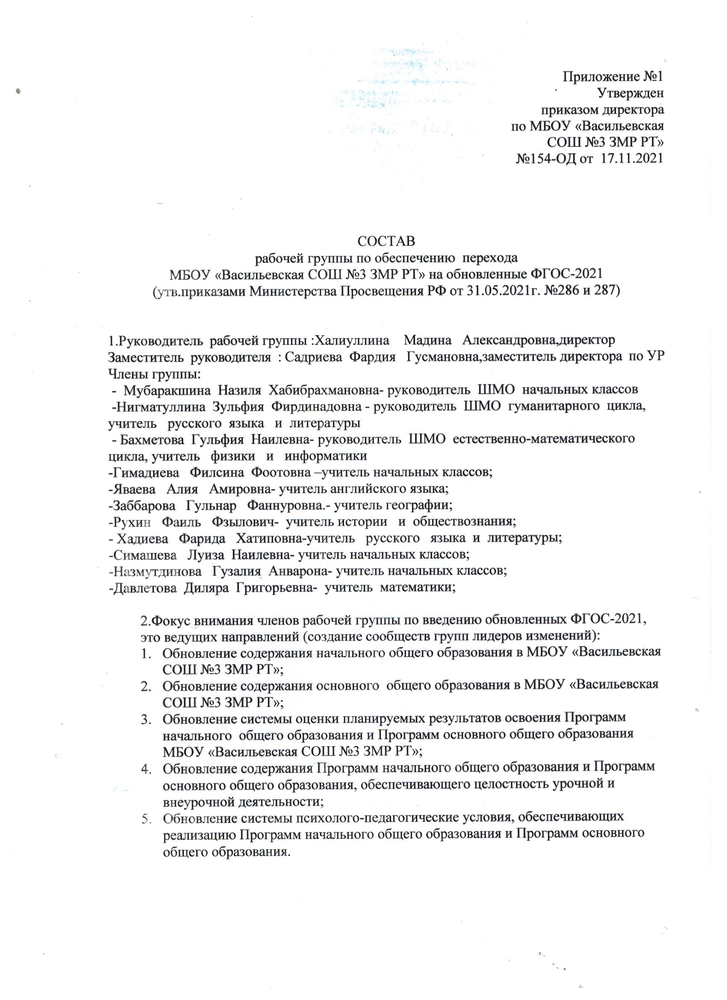 Приложение №1
Утвержден
приказом директора
по МБОУ «Васильевская
СОШ №3 ЗМР РТ»
№154-ОД от 17.11.2021
СОСТАВ
рабочей группы по обеспечению перехода
МБОУ «Васильевская СОШ №3 ЗМР РТ» на обновленные ФГОС-2021
(утв.приказами Министерства Просвещения РФ от 31.05.2021г. №286 и 287)
1.Руководитель рабочей группы :Халиуллина Мадина Александровна,директор
Заместитель руководителя : Садриева Фардия Гусмановна,заместитель директора по УР
Члены группы:
- Мубаракшина Назиля Хабибрахмановна- руководитель ШМО начальных классов
-Нигматуллина Зульфия Фирдинадовна - руководитель ШМО гуманитарного цикла,
учитель русского языка и литературы
- Бахметова Гульфия Наилевна- руководитель ШМО естественно-математического
цикла, учитель физики и информатики
-Гимадиева Филсина Фоотовна –учитель начальных классов;
-Яваева Алия Амировна- учитель английского языка;
-Заббарова Гульнар Фаннуровна.- учитель географии;
-Рухин Фаиль Фзылович- учитель истории и обществознания;
- Хадиева Фарида Хатиповна-учитель русского языка и литературы;
-Симашева Луиза Наилевна- учитель начальных классов;
-Назмутдинова Гузалия Анварона- учитель начальных классов;
-Давлетова Диляра Григорьевна- учитель математики;
2.Фокус внимания членов рабочей группы по введению обновленных ФГОС-2021,
это ведущих направлений (создание сообществ групп лидеров изменений):
1. Обновление содержания начального общего образования в МБОУ «Васильевская
СОШ №3 ЗМР РТ»;
2. Обновление содержания основного общего образования в МБОУ «Васильевская
СОШ №3 ЗМР РТ»;
3. Обновление системы оценки планируемых результатов освоения Программ
начального общего образования и Программ основного общего образования
МБОУ «Васильевская СОШ №3 ЗМР РТ»;
4. Обновление содержания Программ начального общего образования и Программ
основного общего образования, обеспечивающего целостность урочной и
внеурочной деятельности;
5. Обновление системы психолого-педагогические условия, обеспечивающих
реализацию Программ начального общего образования и Программ основного
общего образования.